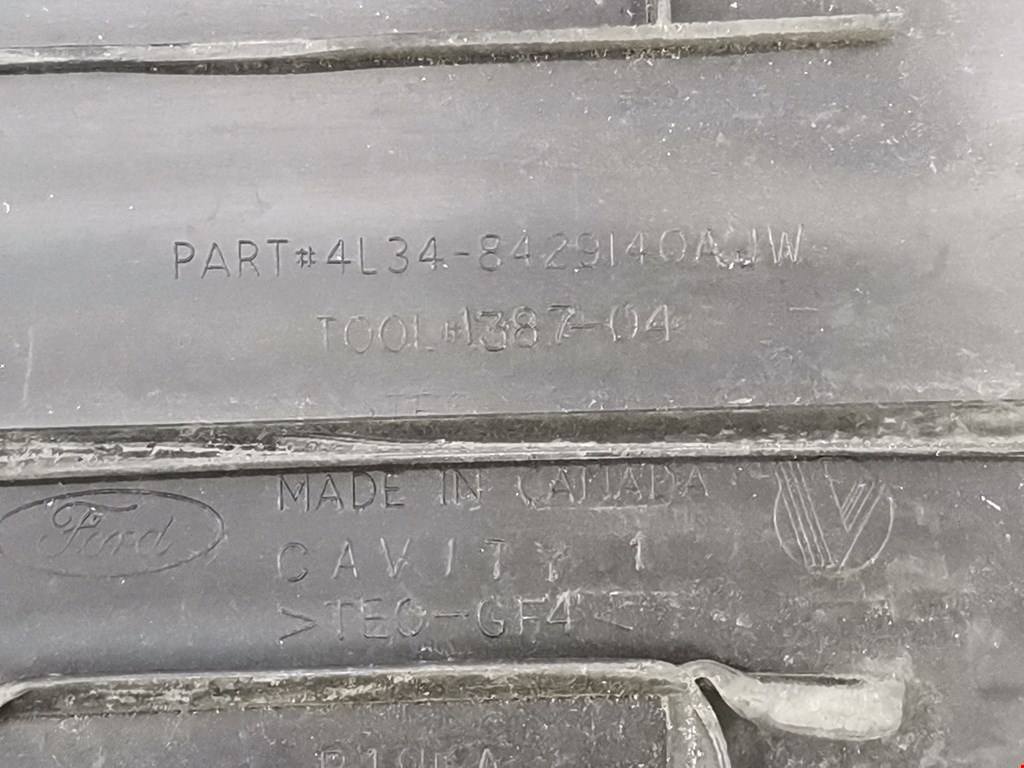 PART#4L34-8429140AJW
TOOL#1387-04
Ford
MADE IN CANADA
CAVITY 1
>TEO-GF4<